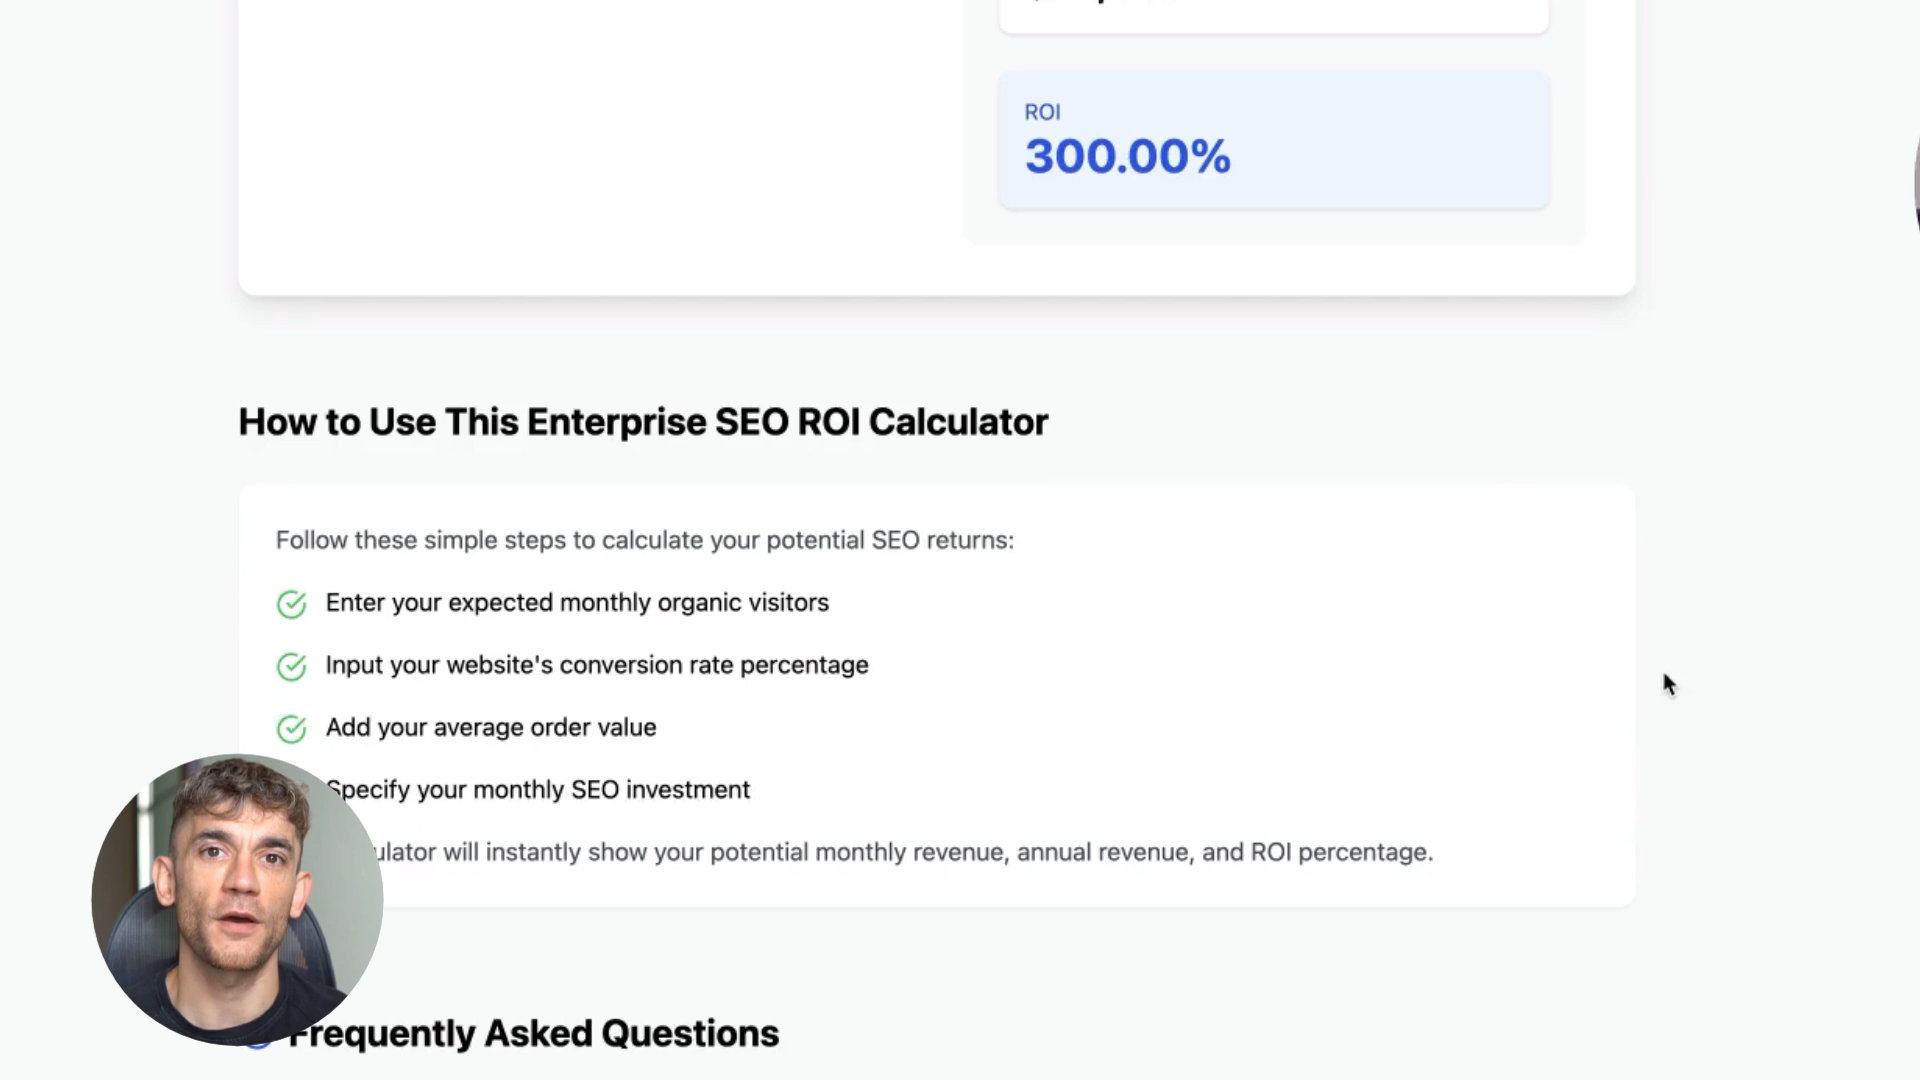 ROI
300.00%
How to Use This Enterprise SEO ROI Calculator
Follow these simple steps to calculate your potential SEO returns:
Enter your expected monthly organic visitors
Input your website's conversion rate percentage
Add your average order value
Specify your monthly SEO investment
will instantly show your potential monthly revenue, annual revenue, and ROI percentage.
Frequently Asked Questions